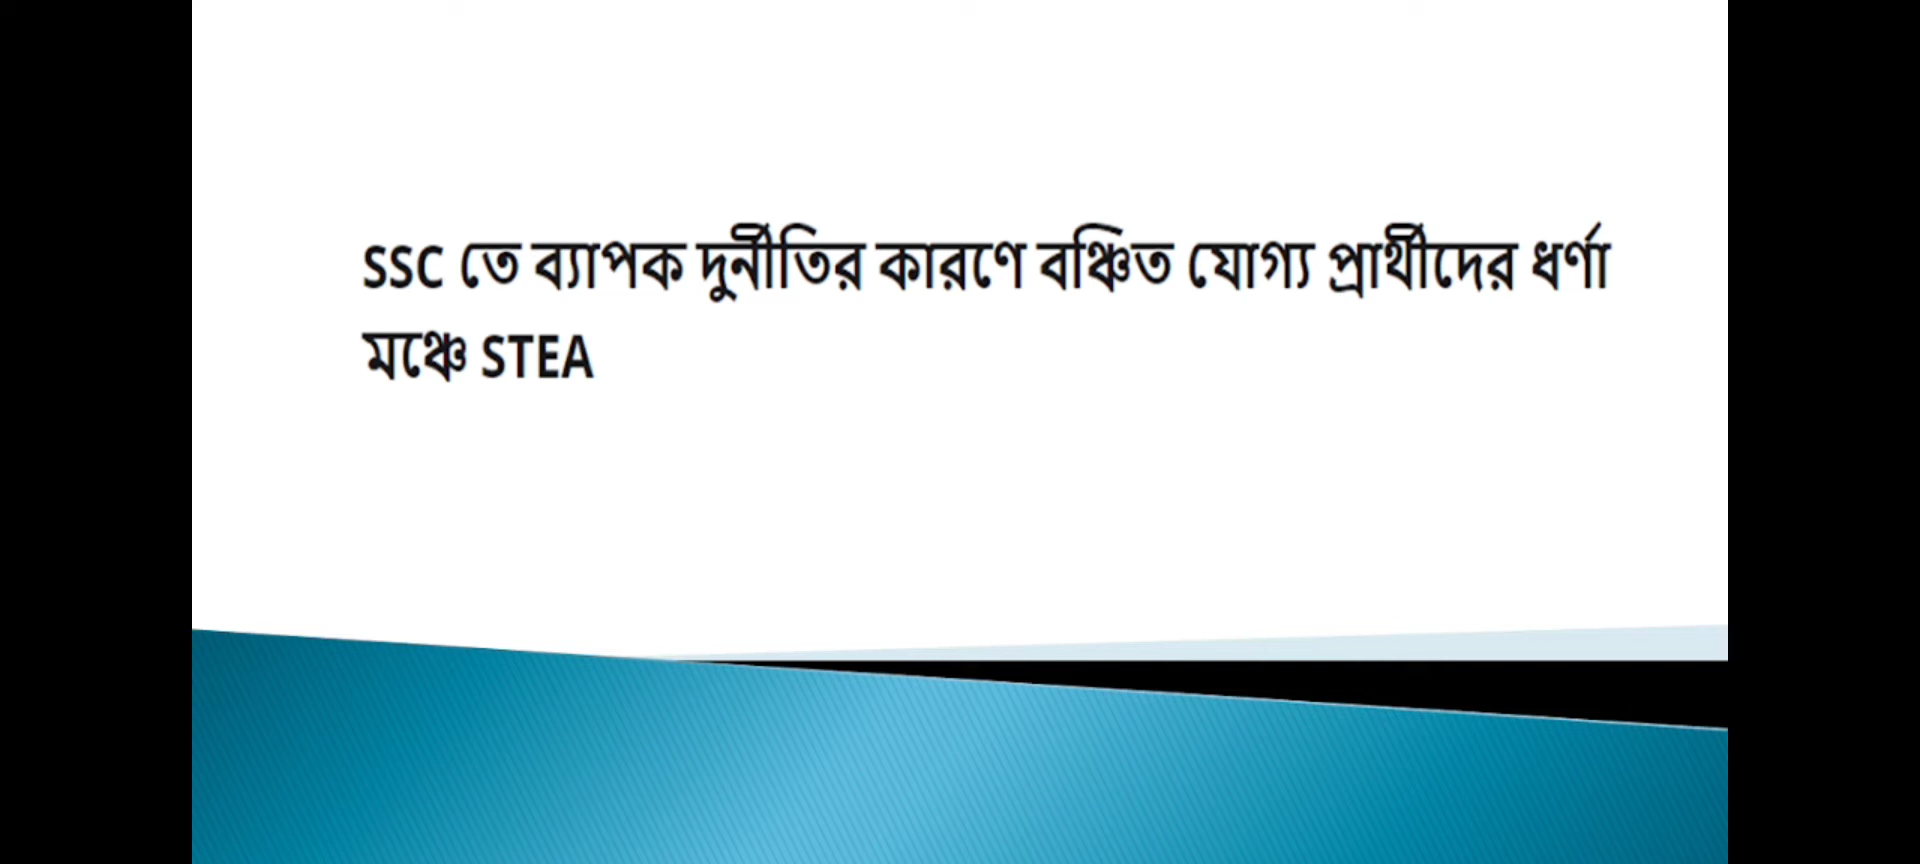 SSC তে ব্যাপক দুর্নীতির কারণে বঞ্চিত যোগ্য প্রার্থীদের ধর্ণা
মঞ্চে STEA